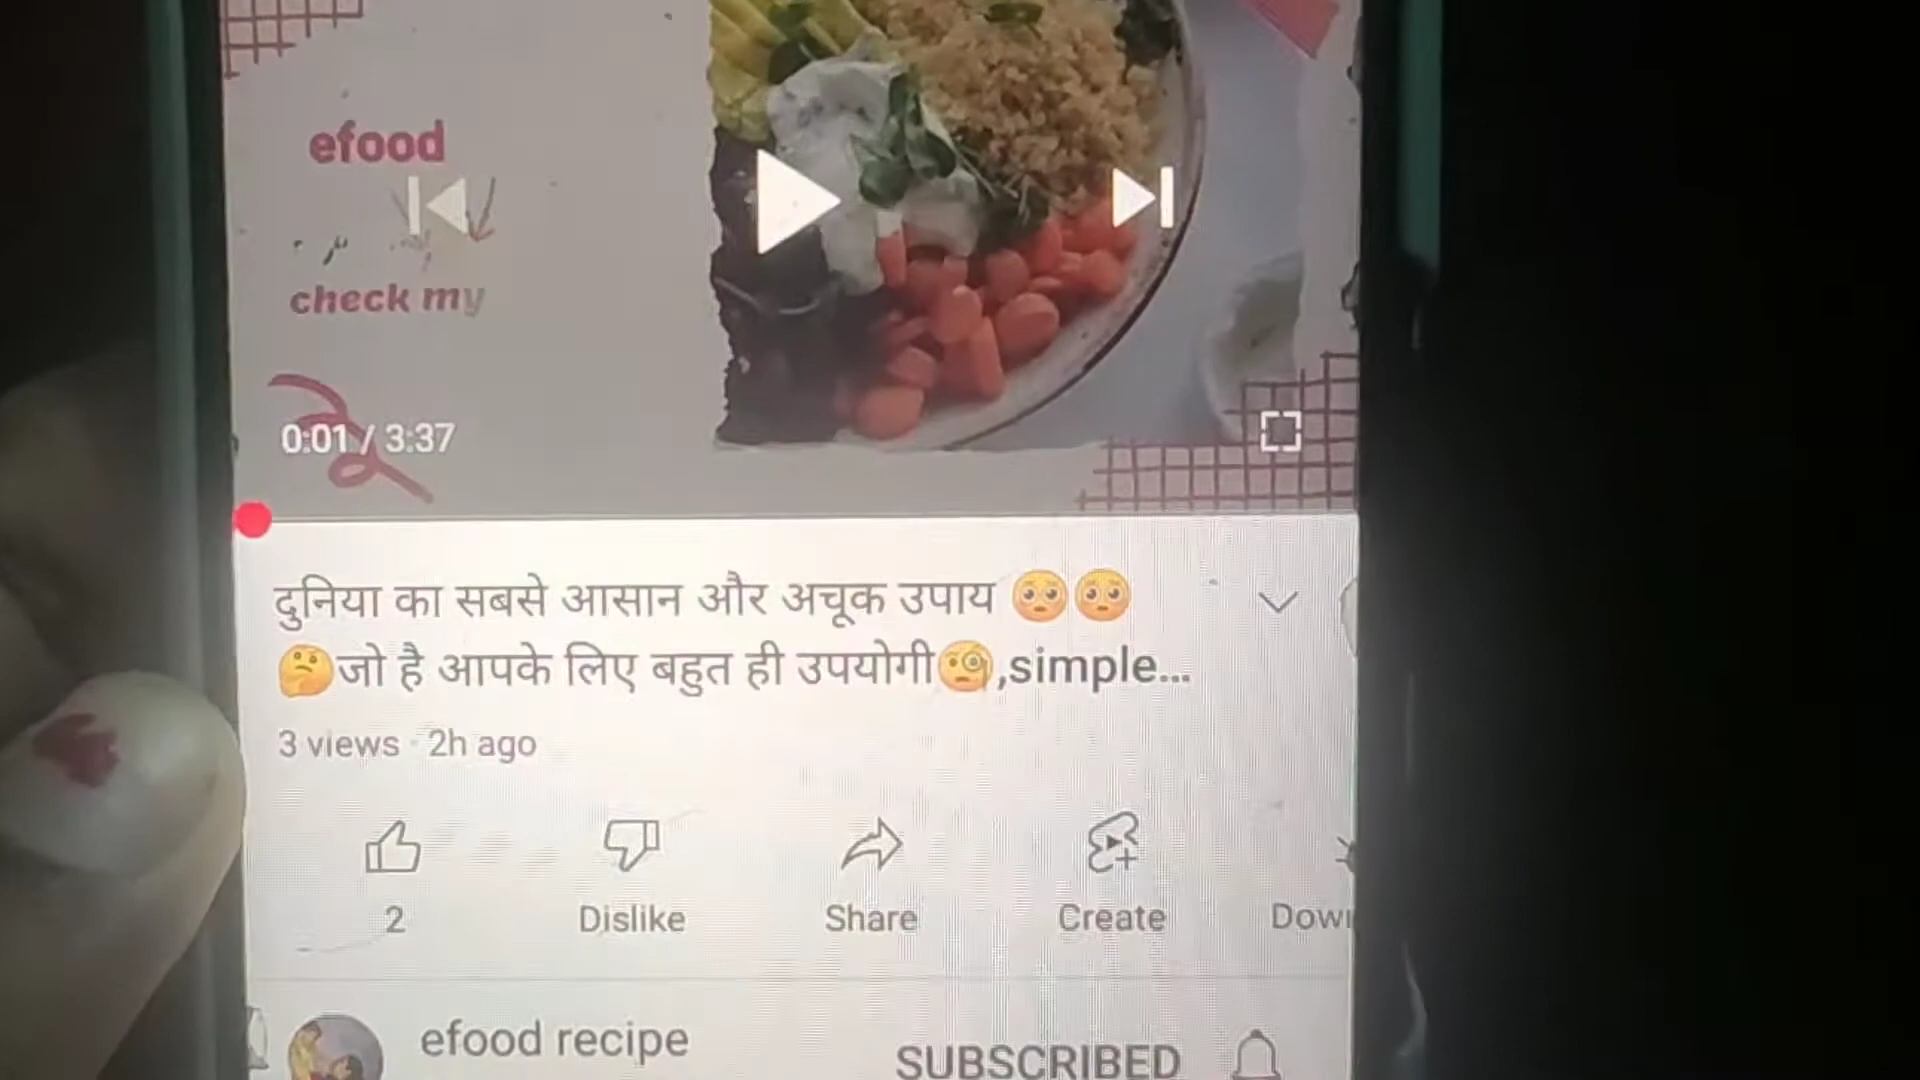 efood
check my
0:01 / 3:37
दुनिया का सबसे आसान और अचूक उपाय 🥺🥺
🤔जो है आपके लिए बहुत ही उपयोगी🧐,simple...
3 views · 2h ago
2 Dislike Share Create
efood recipe SUBSCRIBED